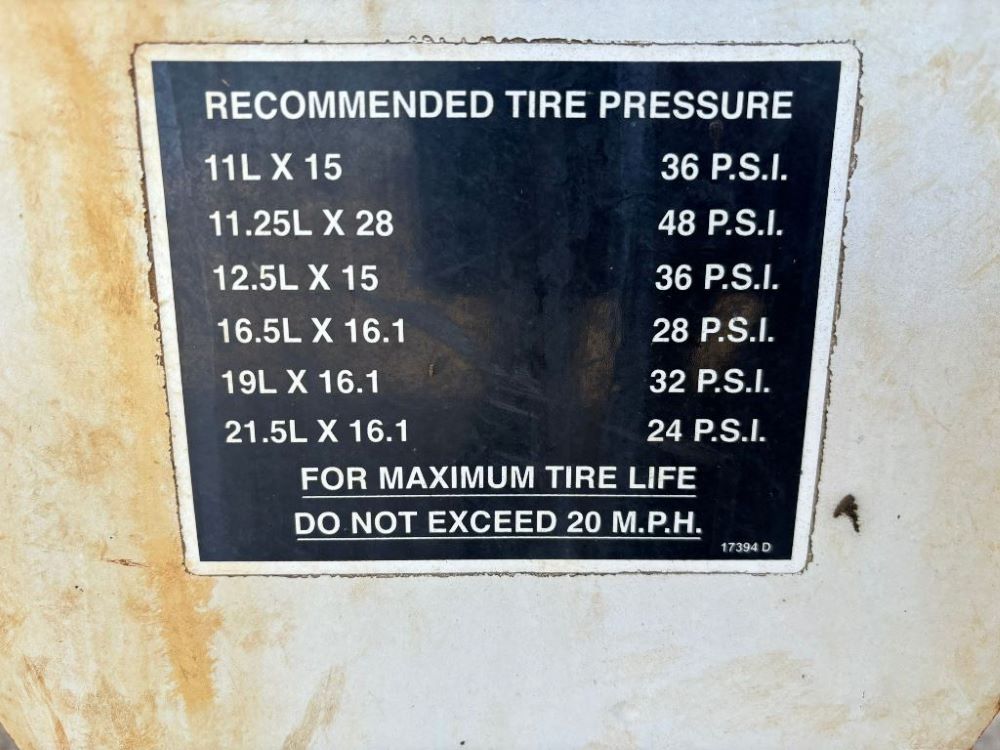 RECOMMENDED TIRE PRESSURE
11L X 15 36 P.S.I.
11.25L X 28 48 P.S.I.
12.5L X 15 36 P.S.I.
16.5L X 16.1 28 P.S.I.
19L X 16.1 32 P.S.I.
21.5L X 16.1 24 P.S.I.
FOR MAXIMUM TIRE LIFE
DO NOT EXCEED 20 M.P.H.
17394 D